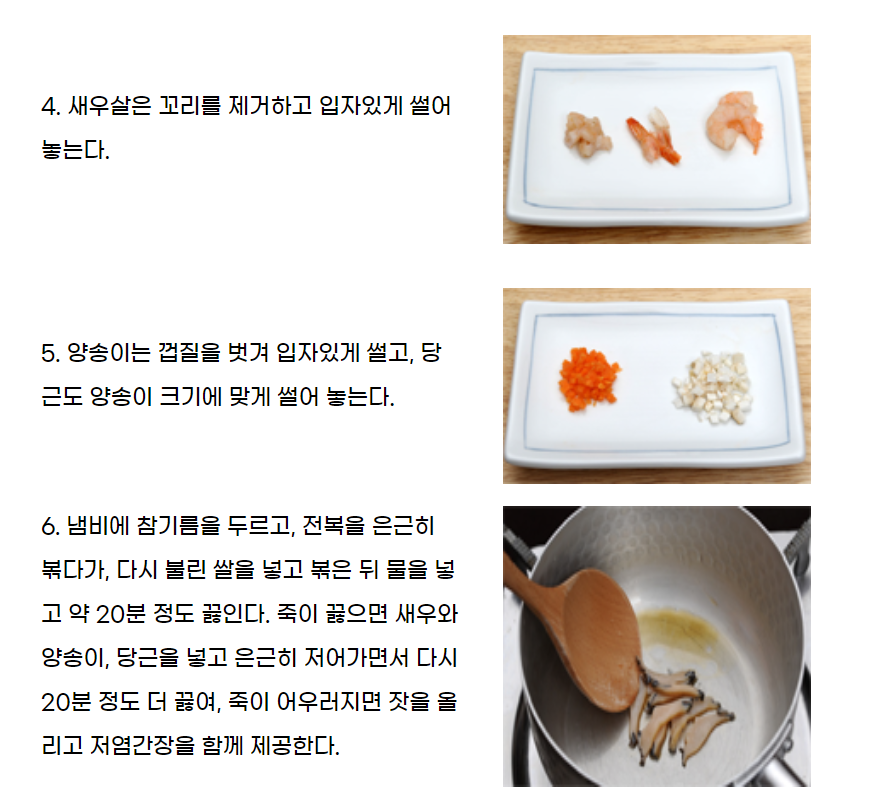 4. 새우살은 꼬리를 제거하고 입자있게 썰어
놓는다.
5. 양송이는 껍질을 벗겨 입자있게 썰고, 당
근도 양송이 크기에 맞게 썰어 놓는다.
6. 냄비에 참기름을 두르고, 전복을 은근히
볶다가, 다시 불린 쌀을 넣고 볶은 뒤 물을 넣
고 약 20분 정도 끓인다. 죽이 끓으면 새우와
양송이, 당근을 넣고 은근히 저어가면서 다시
20분 정도 더 끓여, 죽이 어우러지면 잣을 올
리고 저염간장을 함께 제공한다.